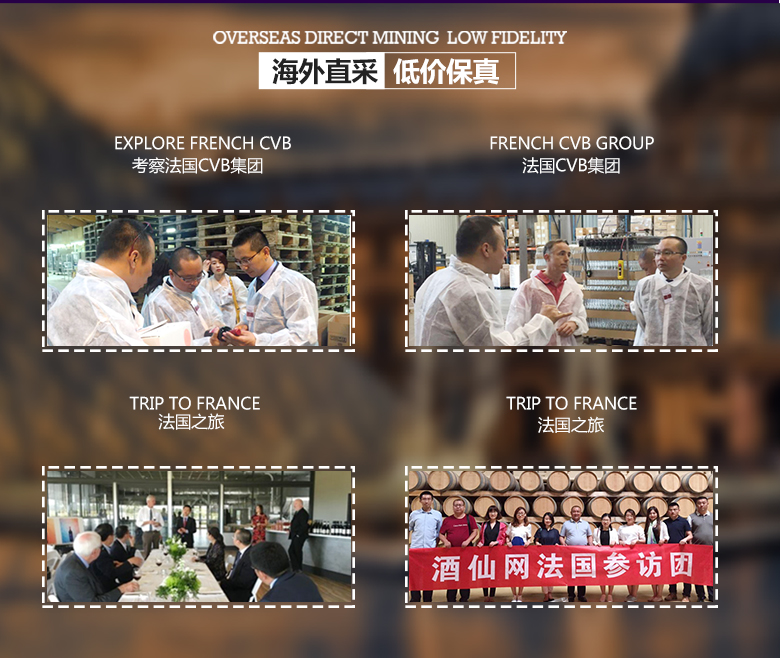 OVERSEAS DIRECT MINING LOW FIDELITY
海外直采 低价保真
EXPLORE FRENCH CVB
考察法国CVB集团
FRENCH CVB GROUP
法国CVB集团
TRIP TO FRANCE
法国之旅
TRIP TO FRANCE
法国之旅
酒仙网法国参访团